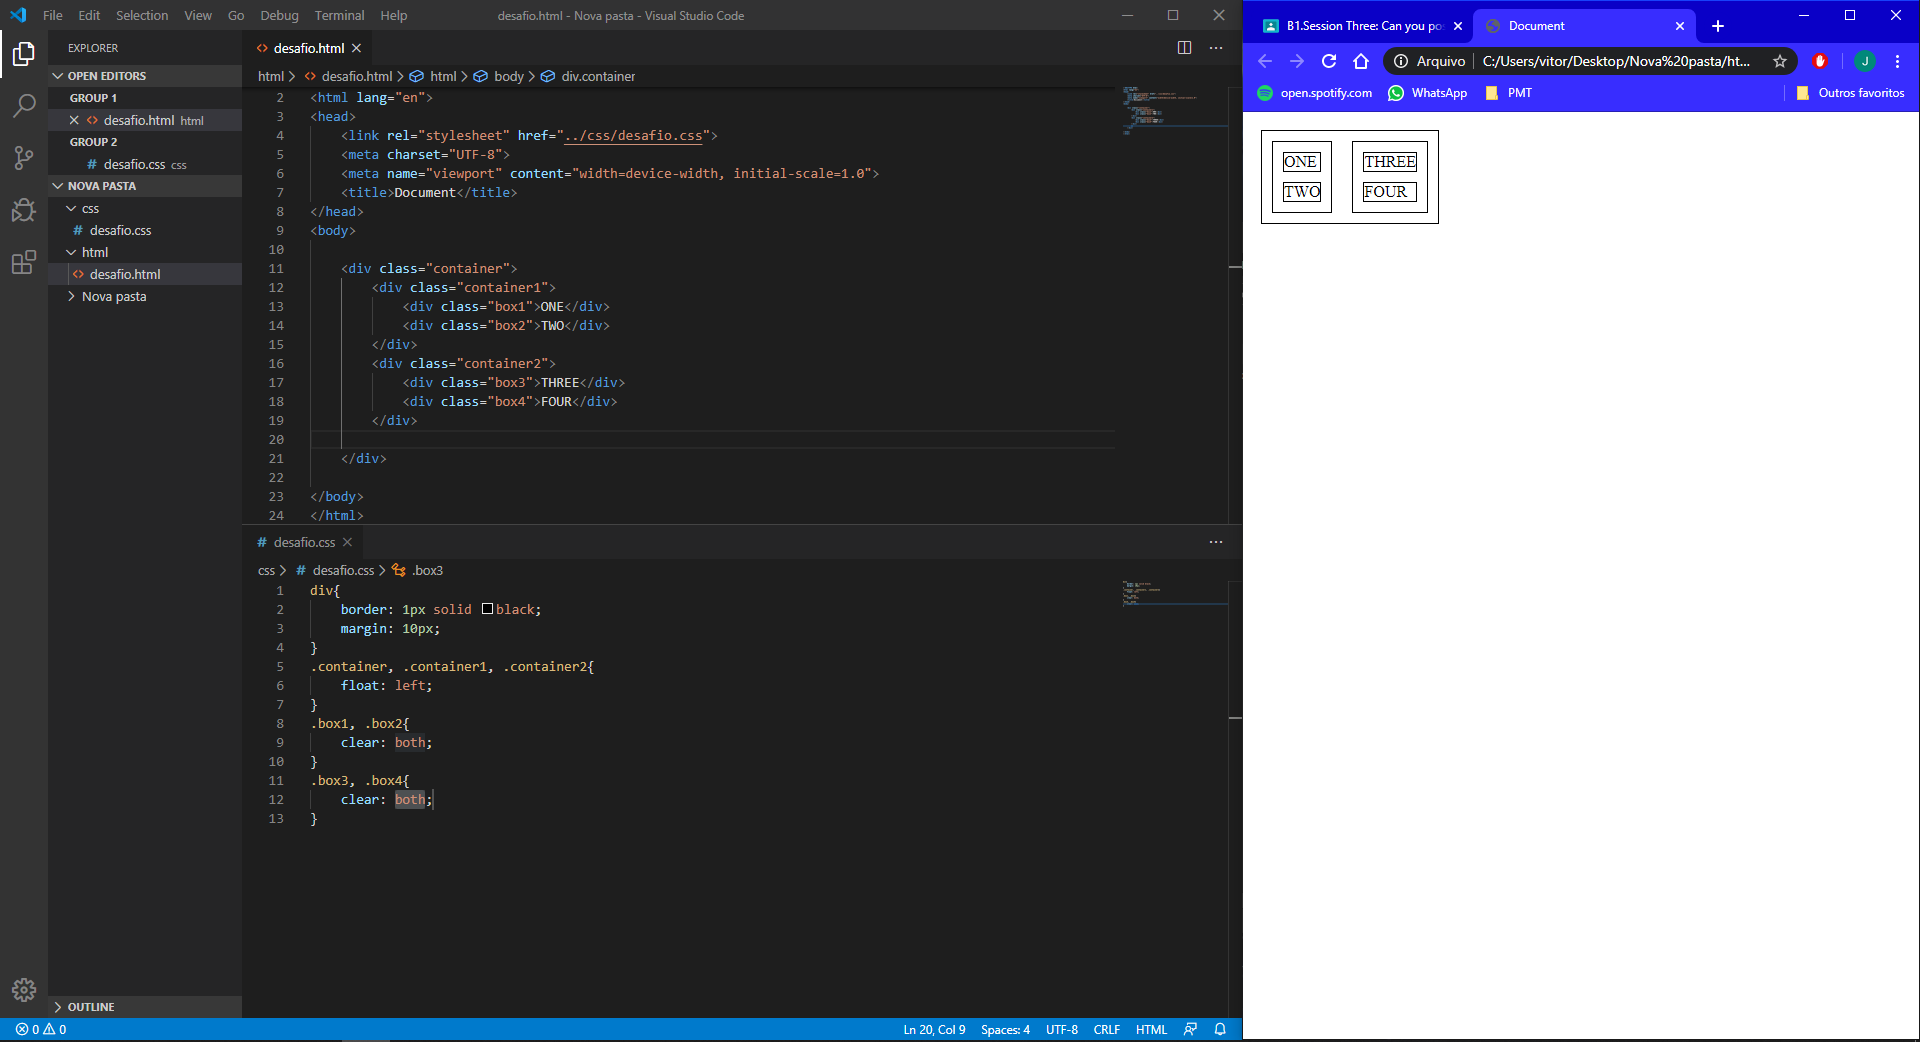 File Edit Selection View Go Debug Terminal Help
desafio.html - Nova pasta - Visual Studio Code
EXPLORER
OPEN EDITORS
GROUP 1
desafio.html html
GROUP 2
# desafio.css css
NOVA PASTA
css
# desafio.css
html
desafio.html
Nova pasta
OUTLINE
desafio.html
html > desafio.html > html > body > div.container
2 <html lang="en">
3 <head>
4 <link rel="stylesheet" href="../css/desafio.css">
5 <meta charset="UTF-8">
6 <meta name="viewport" content="width=device-width, initial-scale=1.0">
7 <title>Document</title>
8 </head>
9 <body>
10
11 <div class="container">
12 <div class="container1">
13 <div class="box1">ONE</div>
14 <div class="box2">TWO</div>
15 </div>
16 <div class="container2">
17 <div class="box3">THREE</div>
18 <div class="box4">FOUR</div>
19 </div>
20
21 </div>
22
23 </body>
24 </html>
# desafio.css
css > # desafio.css > .box3
1 div{
2 border: 1px solid black;
3 margin: 10px;
4 }
5 .container, .container1, .container2{
6 float: left;
7 }
8 .box1, .box2{
9 clear: both;
10 }
11 .box3, .box4{
12 clear: both;
13 }
0 0
Ln 20, Col 9 Spaces: 4 UTF-8 CRLF HTML
B1.Session Three: Can you po
Document
Arquivo C:/Users/vitor/Desktop/Nova%20pasta/ht...
J
open.spotify.com WhatsApp PMT Outros favoritos
ONE THREE
TWO FOUR